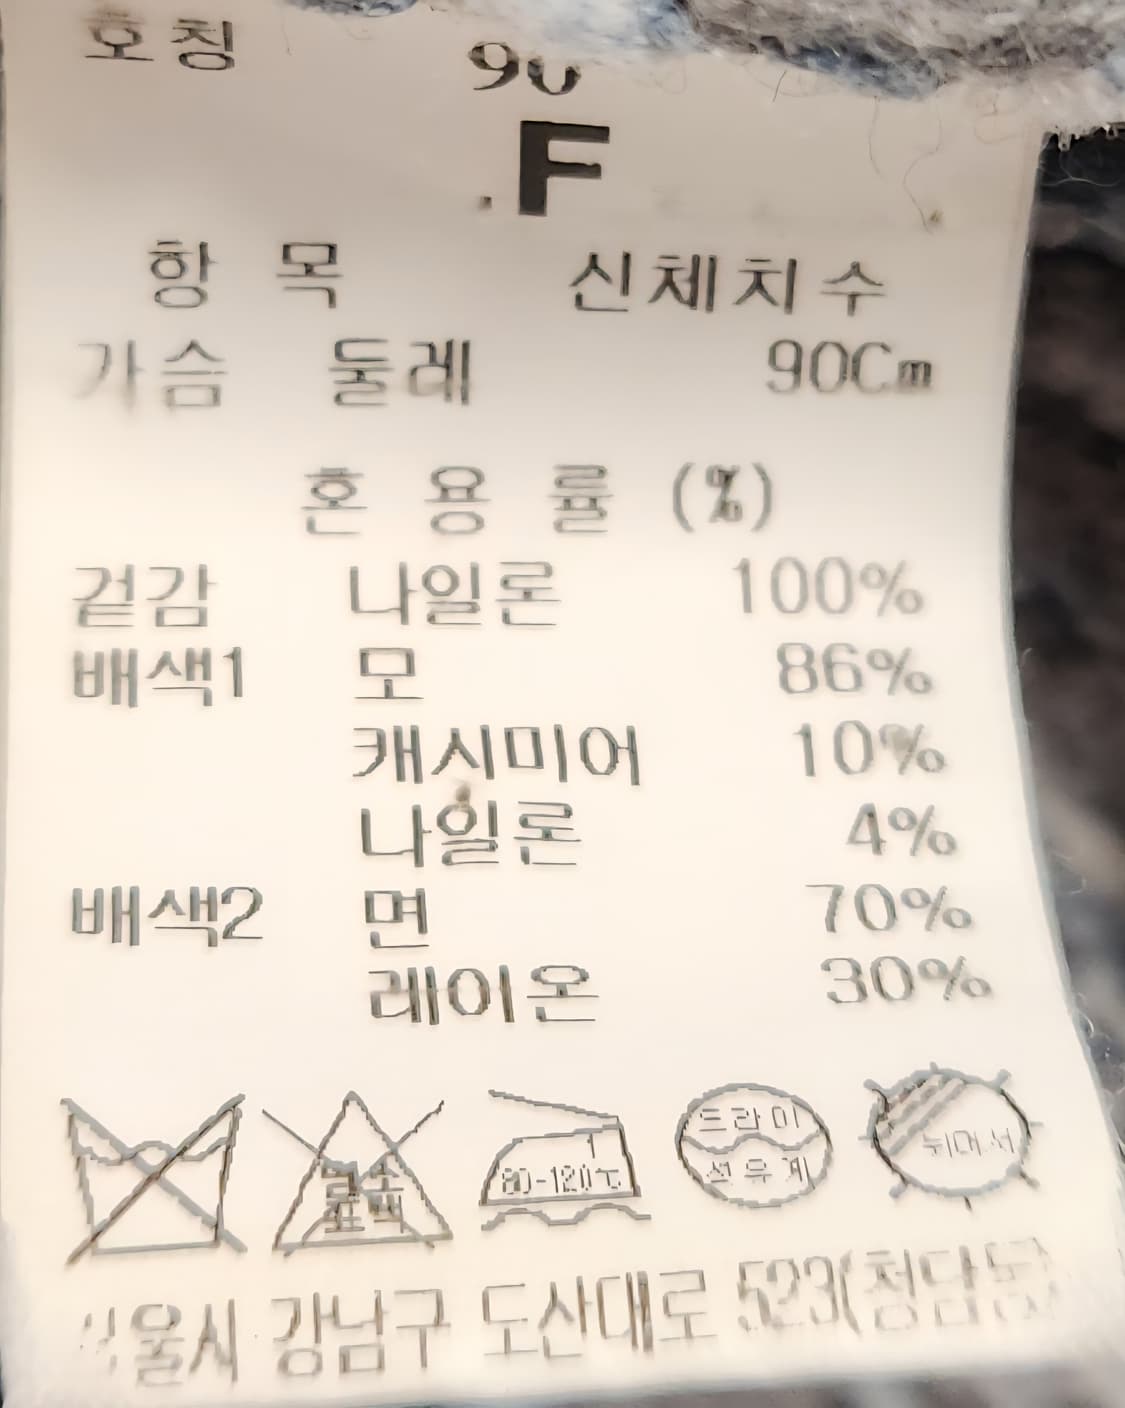 호칭 90
F
항 목 신체치수
가슴 둘레 90Cm
혼 용 률 (%)
겉감 나일론 100%
배색1 모 86%
캐시미어 10%
나일론 4%
배색2 면 70%
레이온 30%
80-120℃
드라이
석유계
뉘어서
서울시 강남구 도산대로 523(청담동)